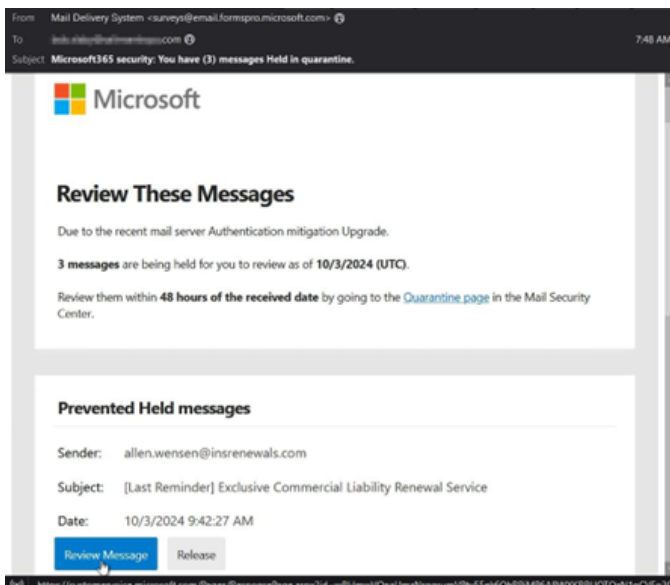 From Mail Delivery System <surveys@email.formspro.microsoft.com>
To .com
7:48 AM
Subject Microsoft365 security: You have (3) messages Held in quarantine.
Microsoft
Review These Messages
Due to the recent mail server Authentication mitigation Upgrade.
3 messages are being held for you to review as of 10/3/2024 (UTC).
Review them within 48 hours of the received date by going to the Quarantine page in the Mail Security
Center.
Prevented Held messages
Sender: allen.wensen@insrenewals.com
Subject: [Last Reminder] Exclusive Commercial Liability Renewal Service
Date: 10/3/2024 9:42:27 AM
Review Message Release